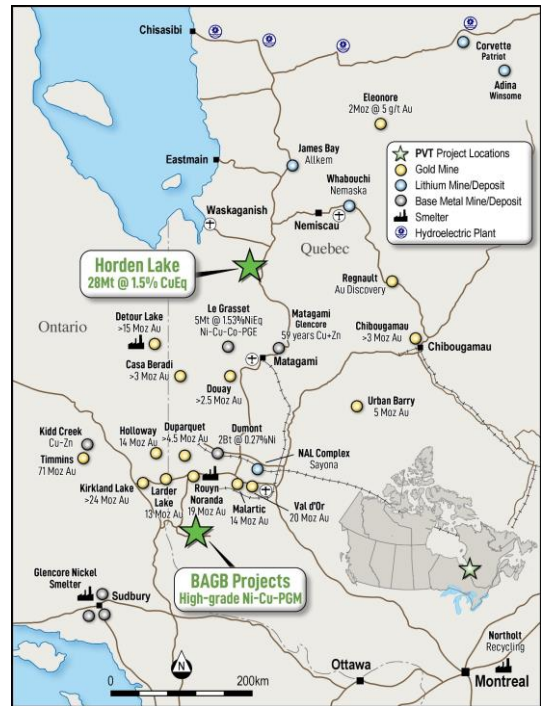 Chisasibi
Corvette
Patriot
Adina
Winsome
Eleonore
2Moz @ 5 g/t Au
PVT Project Locations
Gold Mine
Lithium Mine/Deposit
Base Metal Mine/Deposit
Smelter
Hydroelectric Plant
James Bay
Allkem
Eastmain
Whabouchi
Nemaska
Waskaganish
Nemiscau
Quebec
Horden Lake
28Mt @ 1.5% CuEq
Regnault
Au Discovery
Ontario
Detour Lake
>15 Moz Au
Le Grasset
5Mt @ 1.53%NiEq
Ni-Cu-Co-PGE
Matagami
Glencore
59 years Cu+Zn
Chibougamau
>3 Moz Au
Chibougamau
Matagami
Casa Beradi
>3 Moz Au
Douay
>2.5 Moz Au
Urban Barry
5 Moz Au
Kidd Creek
Cu-Zn
Timmins
71 Moz Au
Holloway
14 Moz Au
Duparquet
>4.5 Moz Au
Dumont
2Bt @ 0.27%Ni
NAL Complex
Sayona
Kirkland Lake
>24 Moz Au
Larder
Lake
13 Moz Au
Rouyn
Noranda
19 Moz Au
Malartic
14 Moz Au
Val d'Or
20 Moz Au
BAGB Projects
High-grade Ni-Cu-PGM
Glencore Nickel
Smelter
Sudbury
Northolt
Recycling
Ottawa
Montreal
N
0
200km